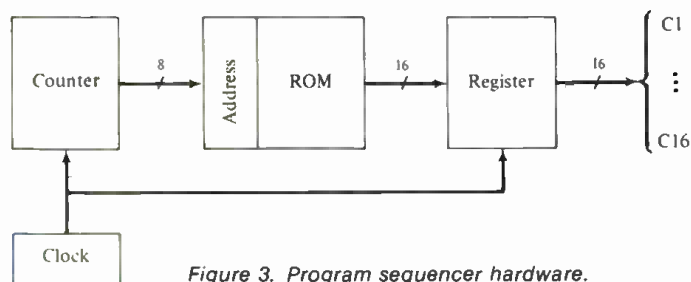 C1
8
16
16
Counter
Address
ROM
Register
⋮
C16
Clock
Figure 3. Program sequencer hardware.